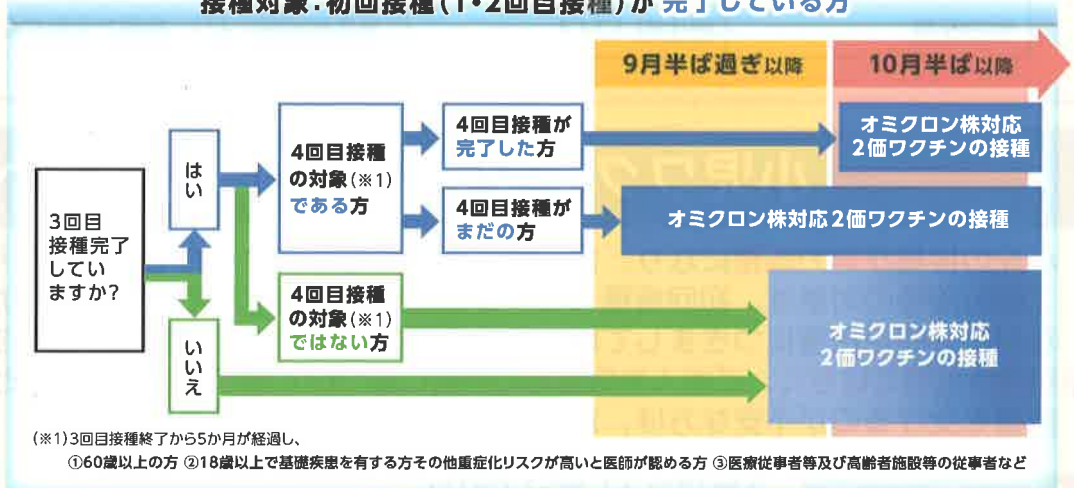 接種対象:初回接種(1・2回目接種)が 完了している方
9月半ば過ぎ以降
10月半ば以降
3回目
接種完了
してい
ますか?
はい
いいえ
4回目接種
の対象(※1)
である方
4回目接種
の対象(※1)
ではない方
4回目接種が
完了した方
4回目接種が
まだの方
オミクロン株対応
2価ワクチンの接種
オミクロン株対応2価ワクチンの接種
オミクロン株対応
2価ワクチンの接種
(※1)3回目接種終了から5か月が経過し、
①60歳以上の方 ②18歳以上で基礎疾患を有する方その他重症化リスクが高いと医師が認める方 ③医療従事者等及び高齢者施設等の従事者など